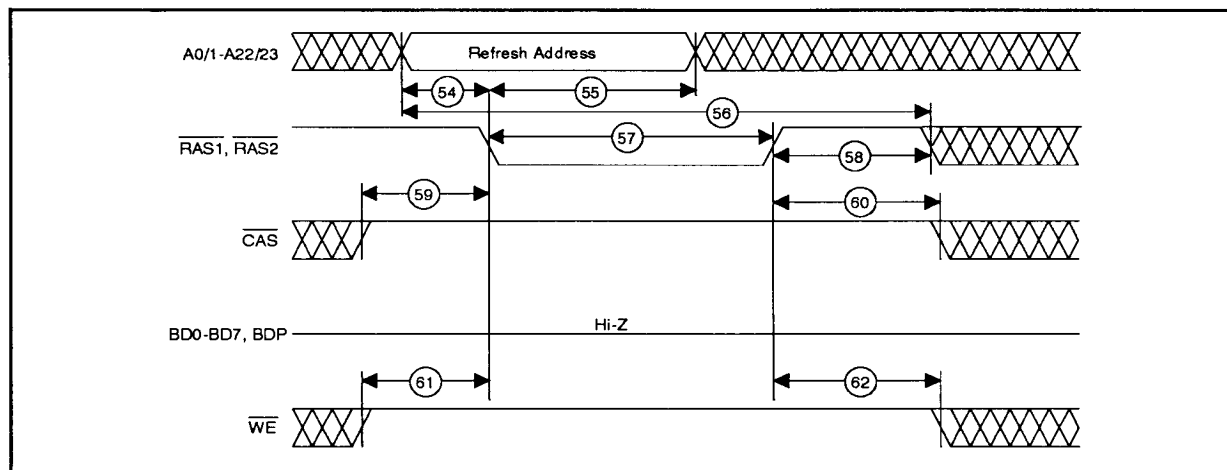 A0/1-A22/23
Refresh Address
54
55
56
RAS1, RAS2
57
58
59
60
CAS
BD0-BD7, BDP
Hi-Z
61
62
WE